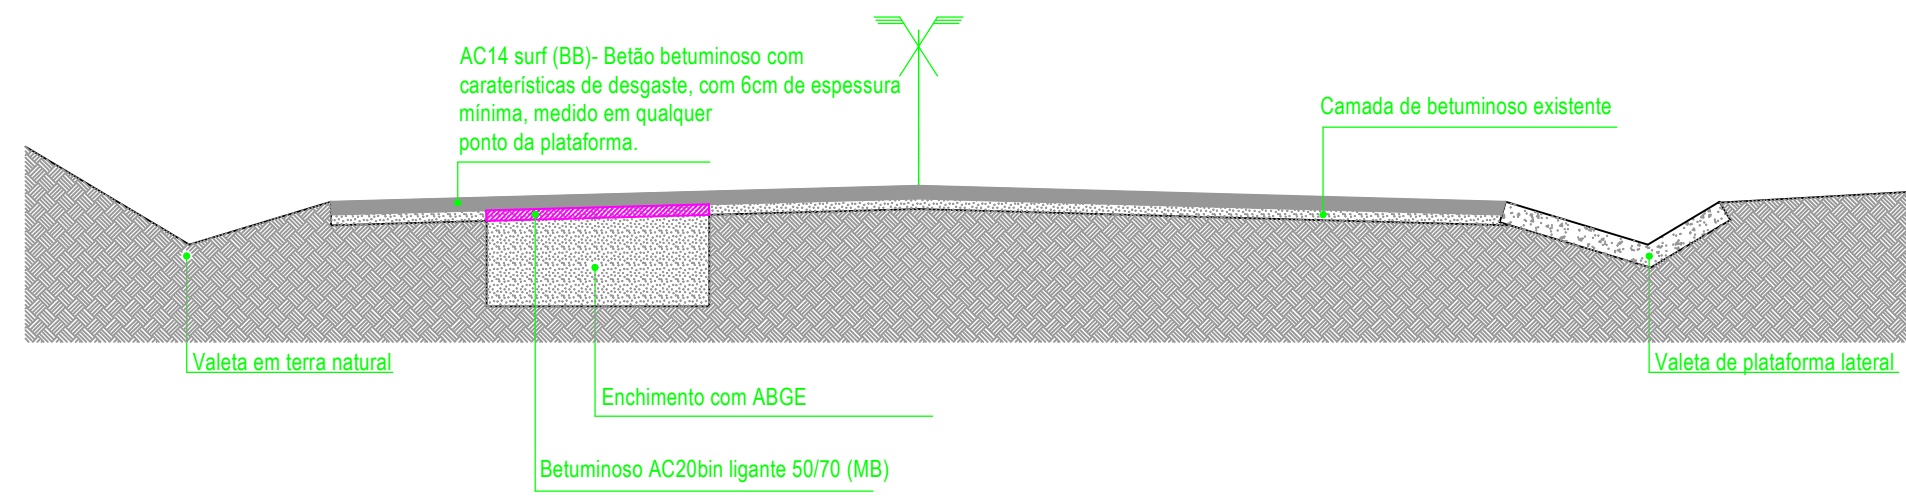 AC14 surf (BB)- Betão betuminoso com
caraterísticas de desgaste, com 6cm de espessura
mínima, medido em qualquer
ponto da plataforma.
Camada de betuminoso existente
Valeta em terra natural
Valeta de plataforma lateral
Enchimento com ABGE
Betuminoso AC20bin ligante 50/70 (MB)